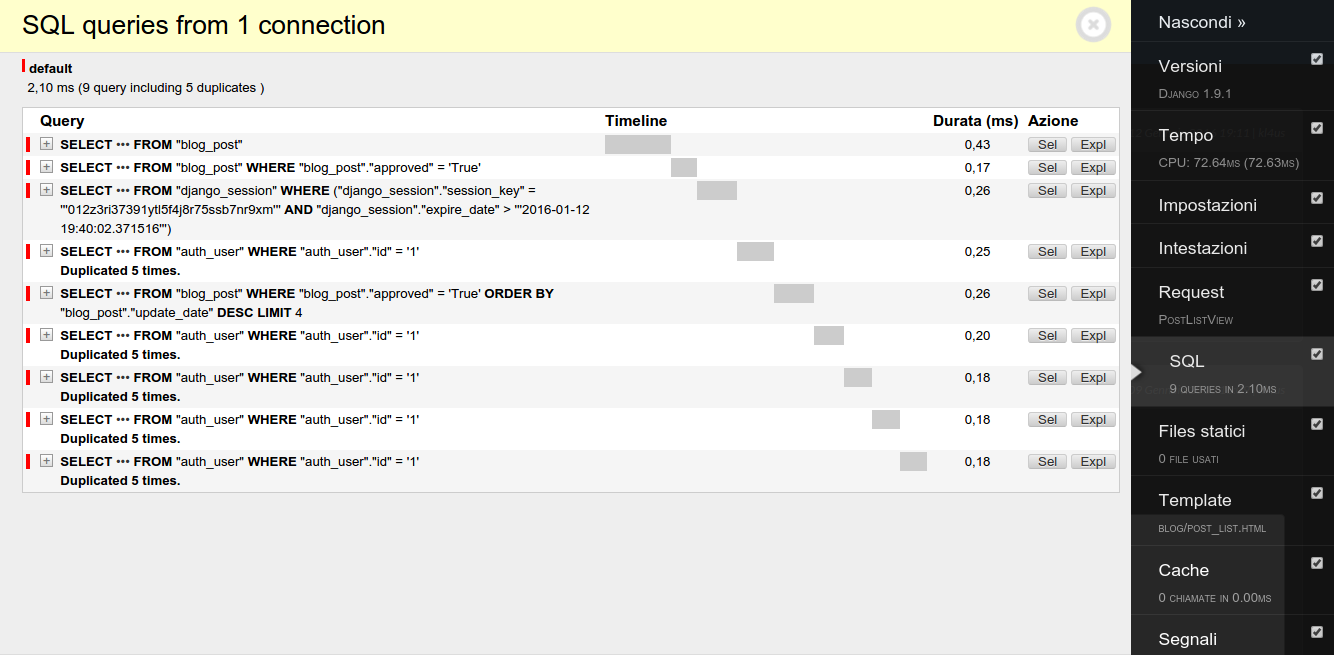 SQL queries from 1 connection
default
2,10 ms (9 query including 5 duplicates )
Query Timeline Durata (ms) Azione
SELECT ••• FROM "blog_post" 0,43 Sel Expl
SELECT ••• FROM "blog_post" WHERE "blog_post"."approved" = 'True' 0,17 Sel Expl
SELECT ••• FROM "django_session" WHERE ("django_session"."session_key" = 0,26 Sel Expl
'''012z3ri37391ytl5f4j8r75ssb7nr9xm''' AND "django_session"."expire_date" > '''2016-01-12
19:40:02.371516''')
SELECT ••• FROM "auth_user" WHERE "auth_user"."id" = '1' 0,25 Sel Expl
Duplicated 5 times.
SELECT ••• FROM "blog_post" WHERE "blog_post"."approved" = 'True' ORDER BY 0,26 Sel Expl
"blog_post"."update_date" DESC LIMIT 4
SELECT ••• FROM "auth_user" WHERE "auth_user"."id" = '1' 0,20 Sel Expl
Duplicated 5 times.
SELECT ••• FROM "auth_user" WHERE "auth_user"."id" = '1' 0,18 Sel Expl
Duplicated 5 times.
SELECT ••• FROM "auth_user" WHERE "auth_user"."id" = '1' 0,18 Sel Expl
Duplicated 5 times.
SELECT ••• FROM "auth_user" WHERE "auth_user"."id" = '1' 0,18 Sel Expl
Duplicated 5 times.
Nascondi »
Versioni
Django 1.9.1
Tempo
CPU: 72.64ms (72.63ms)
Impostazioni
Intestazioni
Request
PostListView
SQL
9 queries in 2.10ms
Files statici
0 file usati
Template
blog/post_list.html
Cache
0 chiamate in 0.00ms
Segnali